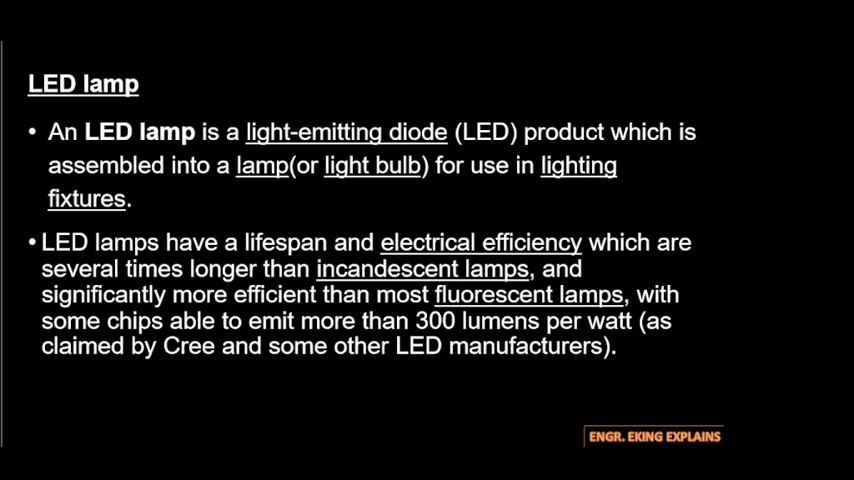 LED lamp
• An LED lamp is a light-emitting diode (LED) product which is
assembled into a lamp(or light bulb) for use in lighting
fixtures.
• LED lamps have a lifespan and electrical efficiency which are
several times longer than incandescent lamps, and
significantly more efficient than most fluorescent lamps, with
some chips able to emit more than 300 lumens per watt (as
claimed by Cree and some other LED manufacturers).
ENGR. EKING EXPLAINS